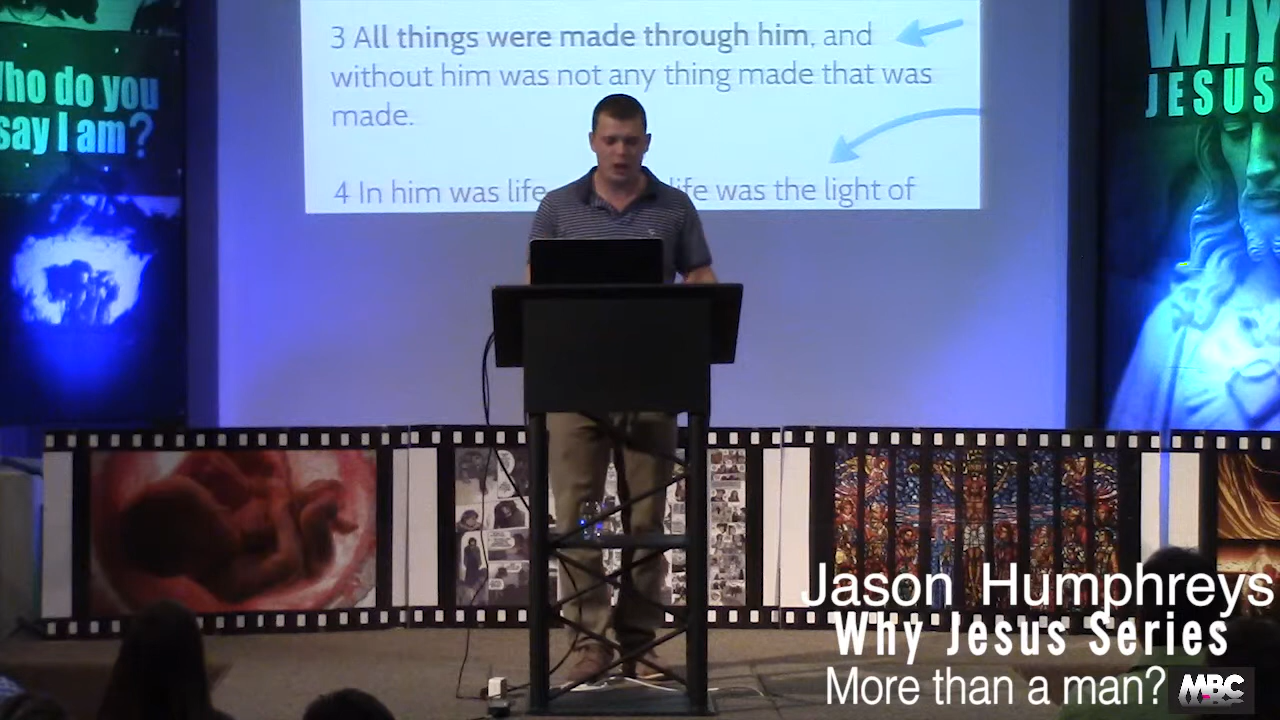 3 All things were made through him, and
without him was not any thing made that was
made.
4 In him was life life was the light of
Who do you
say I am?
WHY
JESUS
Jason Humphreys
Why Jesus Series
More than a man?
MBC